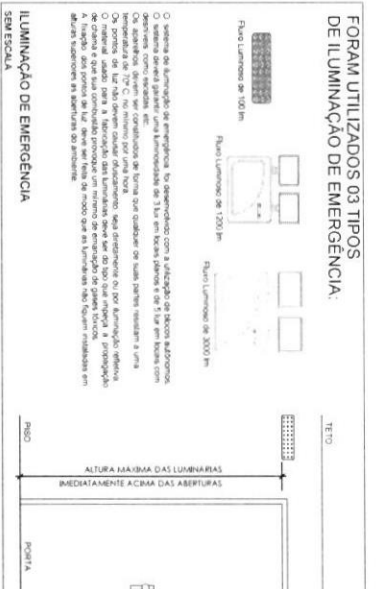 FORAM UTILIZADOS 03 TIPOS
DE ILUMINAÇÃO DE EMERGÊNCIA:
Fluxo Luminoso de 100 lm
Fluxo Luminoso de 1200 lm
Fluxo Luminoso de 3000 lm
O sistema de iluminação de emergência, foi desenvolvido com a utilização de blocos autônomos
O sistema deverá garantir uma luminosidade de 3 lux em locais planos e de 5 lux em locais com
desníveis como escadas, etc.
Os aparelhos devem ser constituídos de forma que qualquer de suas partes resistam a uma
temperatura de 70º C, no mínimo por uma hora.
Os pontos de luz não devem causar ofuscamento, seja diretamente ou por iluminação refletiva.
O material usado para a fabricação das luminárias deve ser do tipo que impeça a propagação
de chama e que sua combustão provoque um mínimo de emanação de gases tóxicos.
A fixação dos pontos de luz, deve ser feita de modo que as luminárias não fiquem instaladas em
alturas superiores as aberturas do ambiente.
ILUMINAÇÃO DE EMERGÊNCIA
SEM ESCALA
TETO
ALTURA MÁXIMA DAS LUMINÁRIAS
IMEDIATAMENTE ACIMA DAS ABERTURAS
PORTA
PISO